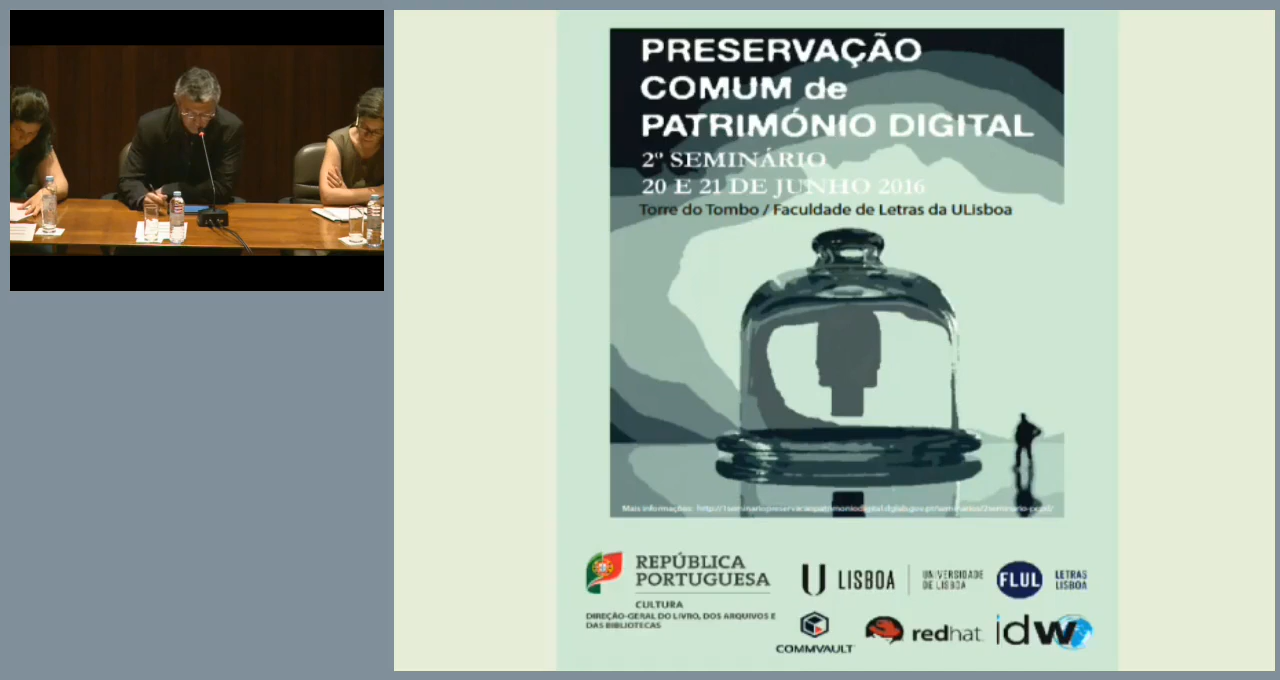 PRESERVAÇÃO
COMUM de
PATRIMÓNIO DIGITAL
2º SEMINÁRIO
20 E 21 DE JUNHO 2016
Torre do Tombo / Faculdade de Letras da ULisboa
Mais informações:
REPÚBLICA
PORTUGUESA
CULTURA
DIREÇÃO-GERAL DO LIVRO, DOS ARQUIVOS E
DAS BIBLIOTECAS
LISBOA
UNIVERSIDADE
DE LISBOA
FLUL
LETRAS
LISBOA
COMMVAULT
redhat.
idw